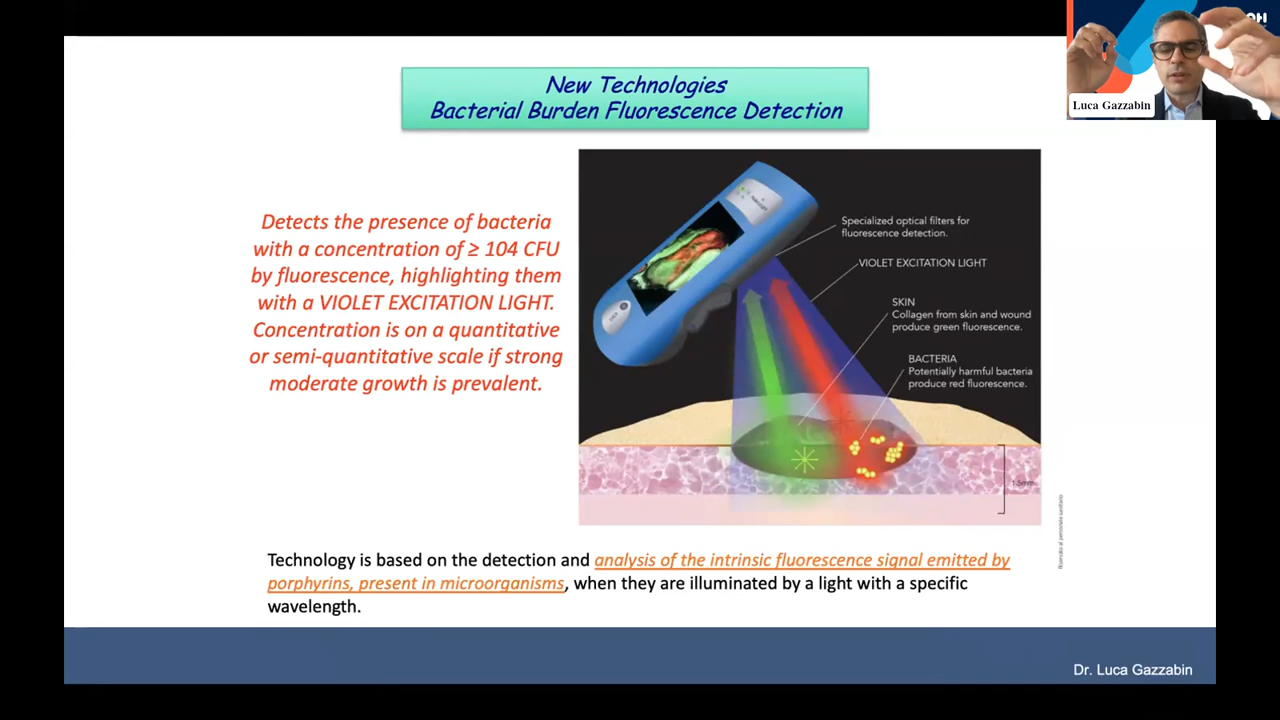 New Technologies
Bacterial Burden Fluorescence Detection
Luca Gazzabin
Detects the presence of bacteria
with a concentration of ≥ 104 CFU
by fluorescence, highlighting them
with a VIOLET EXCITATION LIGHT.
Concentration is on a quantitative
or semi-quantitative scale if strong
moderate growth is prevalent.
Specialized optical filters for
fluorescence detection.
VIOLET EXCITATION LIGHT
SKIN
Collagen from skin and wound
produce green fluorescence.
BACTERIA
Potentially harmful bacteria
produce red fluorescence.
1.5mm
Technology is based on the detection and analysis of the intrinsic fluorescence signal emitted by
porphyrins, present in microorganisms, when they are illuminated by a light with a specific
wavelength.
Dr. Luca Gazzabin